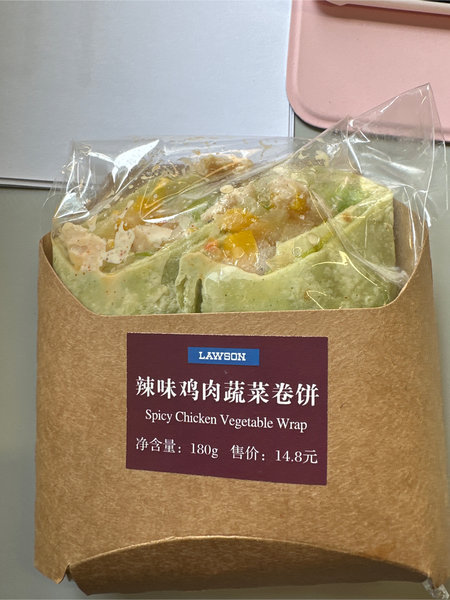 LAWSON
辣味鸡肉蔬菜卷饼
Spicy Chicken Vegetable Wrap
净含量：180g 售价：14.8元